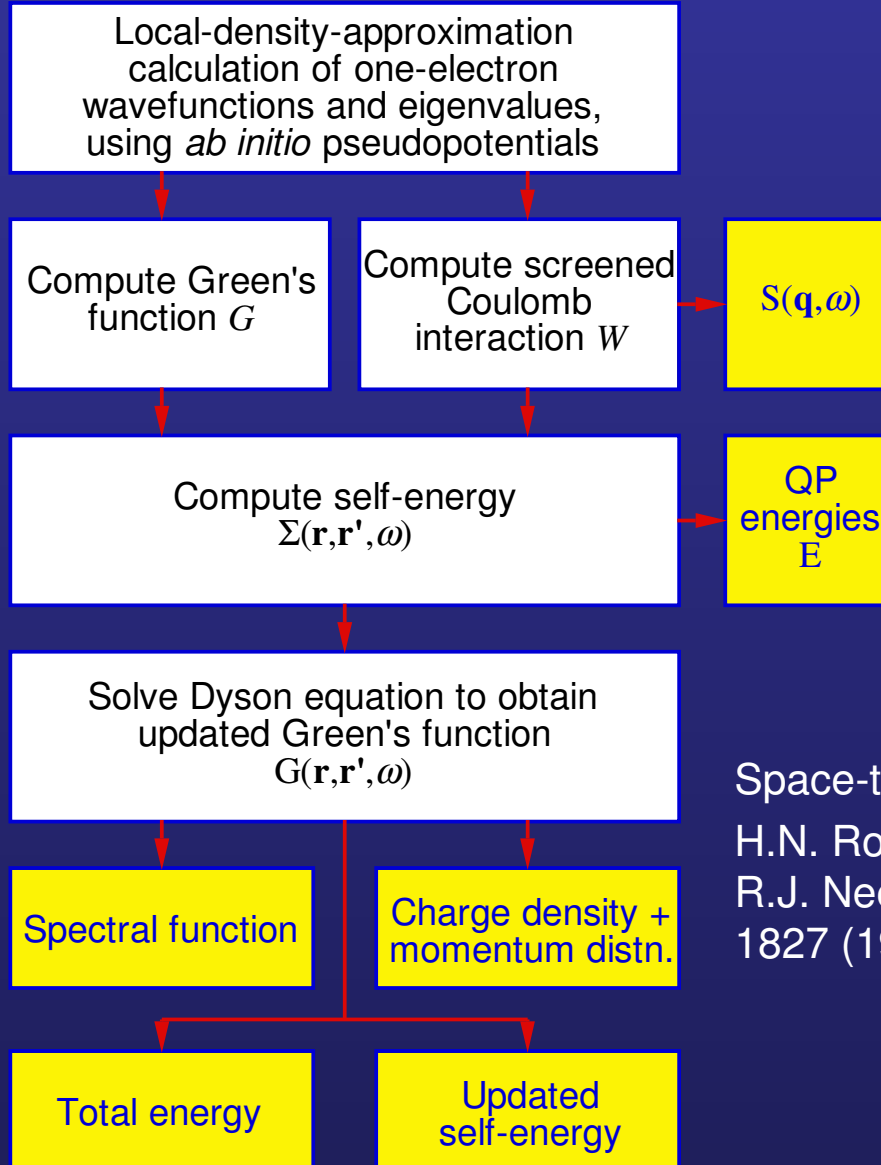 Local-density-approximation
calculation of one-electron
wavefunctions and eigenvalues,
using ab initio pseudopotentials
Compute Green's
function G
Compute screened
Coulomb
interaction W
S(q,ω)
Compute self-energy
Σ(r,r',ω)
QP
energies
E
Solve Dyson equation to obtain
updated Green's function
G(r,r',ω)
Spectral function
Charge density +
momentum distn.
Total energy
Updated
self-energy
H.N.
R.J.
1827